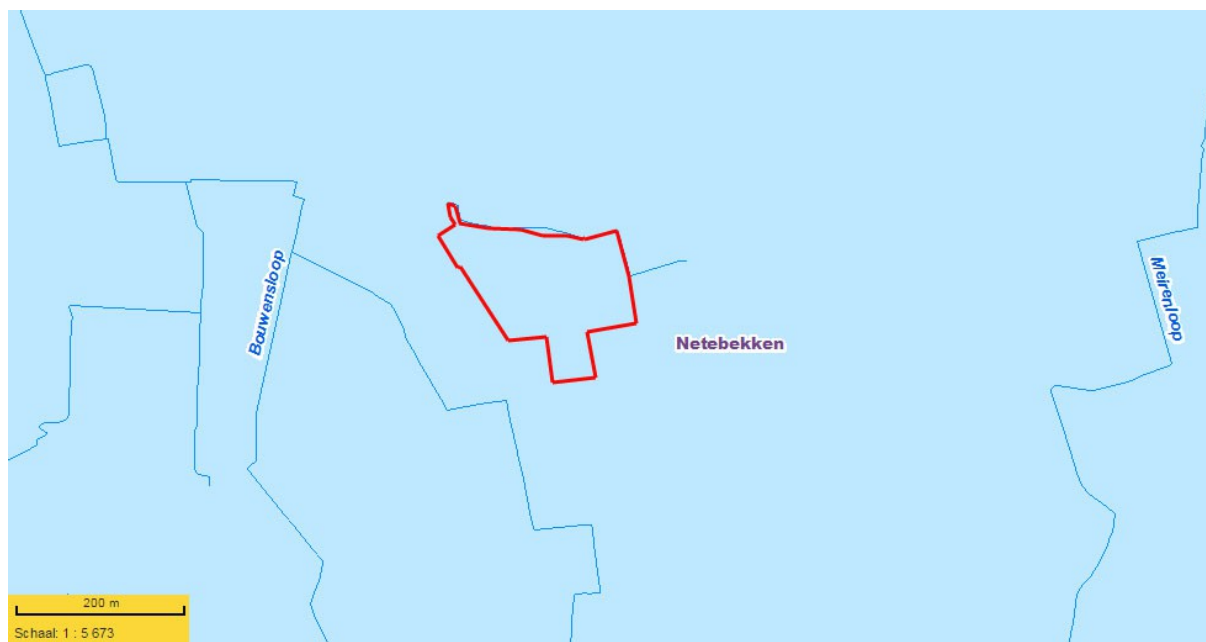 Bouwensloop
Meirenloop
Netebekken
200 m
Schaal: 1 : 5 673